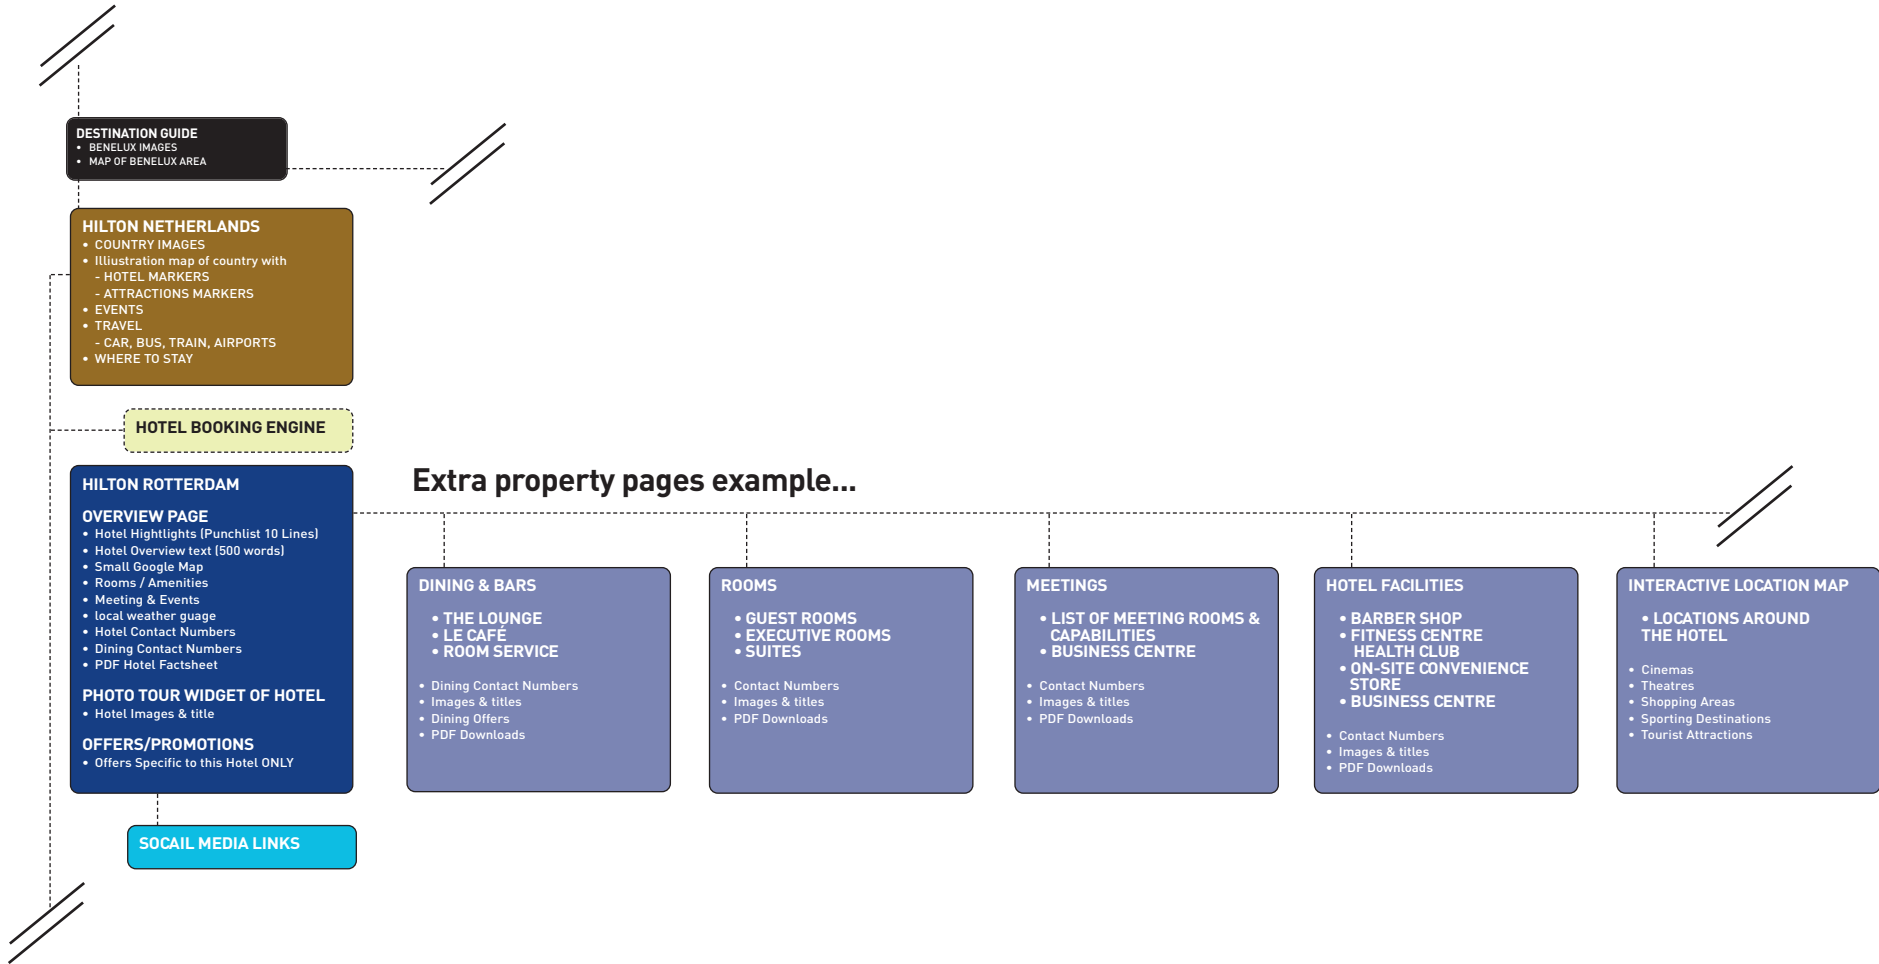 DESTINATION GUIDE
• BENELUX IMAGES
• MAP OF BENELUX AREA
HILTON NETHERLANDS
• COUNTRY IMAGES
• Illiustration map of country with
- HOTEL MARKERS
- ATTRACTIONS MARKERS
• EVENTS
• TRAVEL
- CAR, BUS, TRAIN, AIRPORTS
• WHERE TO STAY
HOTEL BOOKING ENGINE
HILTON ROTTERDAM
OVERVIEW PAGE
• Hotel Hightlights (Punchlist 10 Lines)
• Hotel Overview text (500 words)
• Small Google Map
• Rooms / Amenities
• Meeting & Events
• local weather guage
• Hotel Contact Numbers
• Dining Contact Numbers
• PDF Hotel Factsheet
PHOTO TOUR WIDGET OF HOTEL
• Hotel Images & title
OFFERS/PROMOTIONS
• Offers Specific to this Hotel ONLY
SOCAIL MEDIA LINKS
Extra property pages example...
DINING & BARS
• THE LOUNGE
• LE CAFÉ
• ROOM SERVICE
• Dining Contact Numbers
• Images & titles
• Dining Offers
• PDF Downloads
ROOMS
• GUEST ROOMS
• EXECUTIVE ROOMS
• SUITES
• Contact Numbers
• Images & titles
• PDF Downloads
MEETINGS
• LIST OF MEETING ROOMS &
CAPABILITIES
• BUSINESS CENTRE
• Contact Numbers
• Images & titles
• PDF Downloads
HOTEL FACILITIES
• BARBER SHOP
• FITNESS CENTRE
HEALTH CLUB
• ON-SITE CONVENIENCE
STORE
• BUSINESS CENTRE
• Contact Numbers
• Images & titles
• PDF Downloads
INTERACTIVE LOCATION MAP
• LOCATIONS AROUND
THE HOTEL
• Cinemas
• Theatres
• Shopping Areas
• Sporting Destinations
• Tourist Attractions